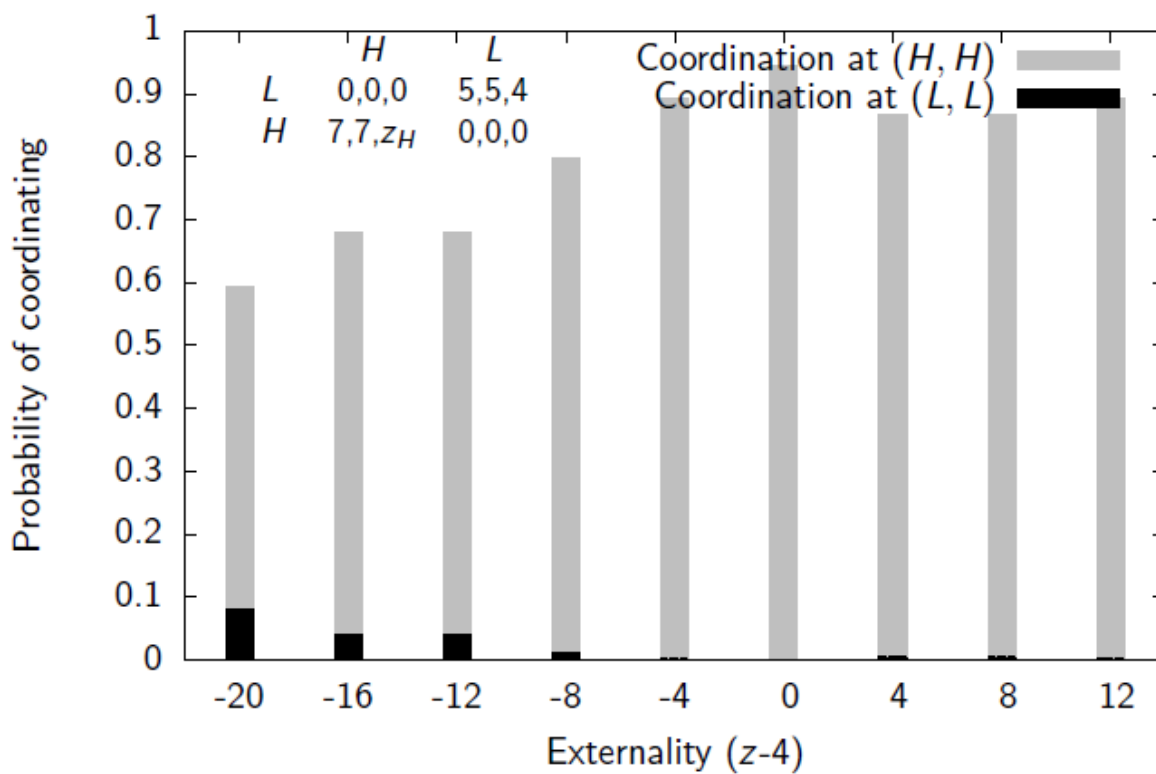 Probability of coordinating
1
0.9
0.8
0.7
0.6
0.5
0.4
0.3
0.2
0.1
0
H L
L 0,0,0 5,5,4
H 7,7,z_H 0,0,0
Coordination at (H, H)
Coordination at (L, L)
-20 -16 -12 -8 -4 0 4 8 12
Externality (z-4)